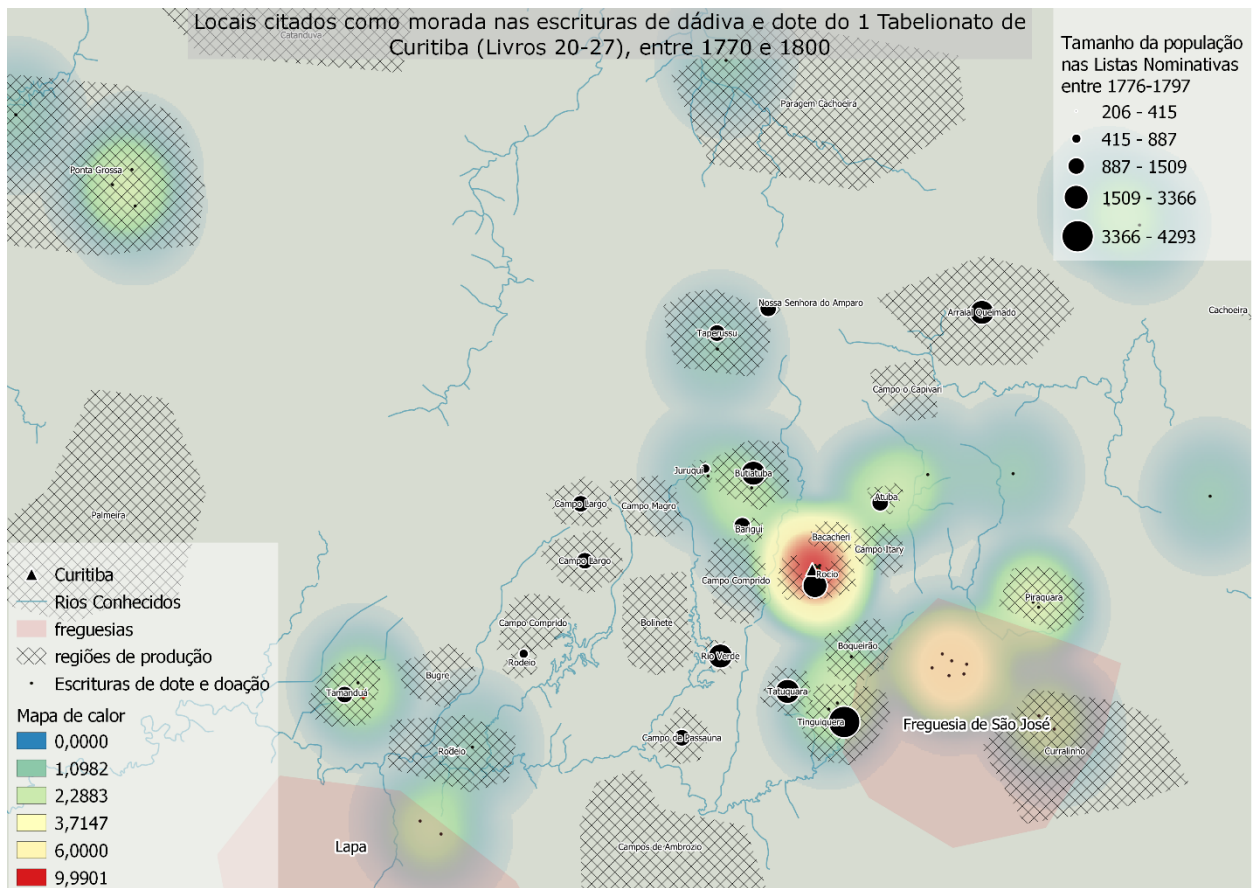 Locais citados como morada nas escrituras de dádiva e dote do 1 Tabelionato de
Curitiba (Livros 20-27), entre 1770 e 1800
Catanduva
Tamanho da população
nas Listas Nominativas
entre 1776-1797
206 - 415
415 - 887
887 - 1509
1509 - 3366
3366 - 4293
Paragem Cachoeira
Ponta Grossa
Nossa Senhora do Amparo
Cachoeira
Arraial Queimado
Taperussu
Campo o Capivari
Juruqui
Butiatuba
Atuba
Campo Largo
Campo Magro
Palmeira
Barigui
Bacacheri
Campo Itary
Campo Largo
Campo Comprido
Rocio
Piraquara
Campo Comprido
Bolinete
Boqueirão
Rodeio
Rio Verde
Bugre
Tamanduá
Tatuquara
Tinguiquera
Freguesia de São José
Campo de Passauna
Rodeio
Curralinho
Lapa
Campos de Ambrozio
Curitiba
Rios Conhecidos
freguesias
regiões de produção
Escrituras de dote e doação
Mapa de calor
0,0000
1,0982
2,2883
3,7147
6,0000
9,9901